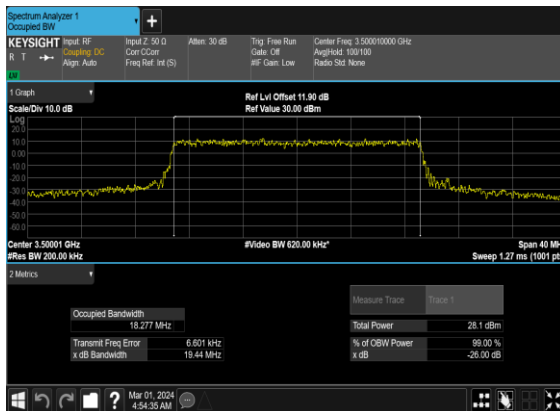 Spectrum Analyzer 1
Occupied BW
KEYSIGHT
R T
Input: RF
Coupling: DC
Align: Auto
Input Z: 50 Ω
Corr CCorr
Freq Ref: Int (S)
Atten: 30 dB
Trig: Free Run
Gate: Off
#IF Gain: Low
Center Freq: 3.500010000 GHz
Avg|Hold: 100/100
Radio Std: None
1 Graph
Scale/Div 10.0 dB
Ref Lvl Offset 11.90 dB
Ref Value 30.00 dBm
Log
20.0
10.0
0.00
-10.0
-20.0
-30.0
-40.0
-50.0
-60.0
Center 3.50001 GHz
#Video BW 620.00 kHz*
Span 40 MH
#Res BW 200.00 kHz
Sweep 1.27 ms (1001 pt
2 Metrics
Measure Trace Trace 1
Occupied Bandwidth
18.277 MHz
Total Power 28.1 dBm
Transmit Freq Error 6.601 kHz
% of OBW Power 99.00 %
x dB Bandwidth 19.44 MHz
x dB -26.00 dB
Mar 01, 2024
4:54:35 AM